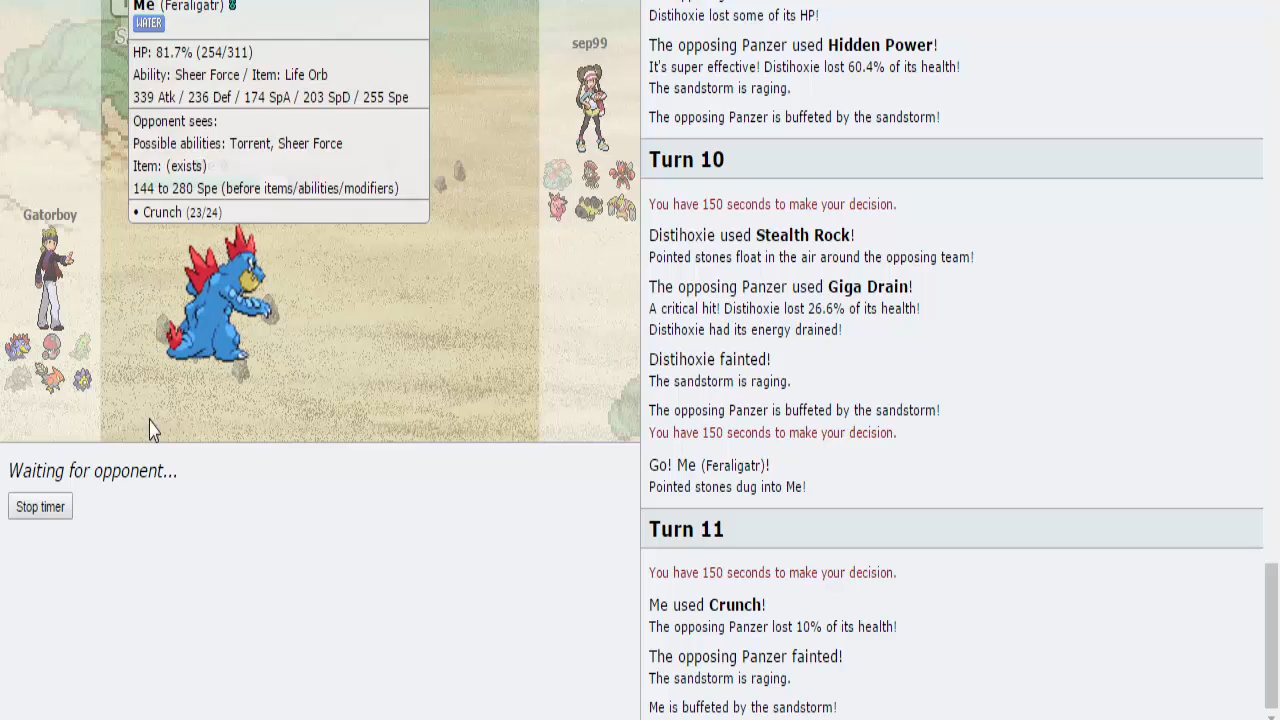 Me (Feraligatr)
WATER
HP: 81.7% (254/311)
Ability: Sheer Force / Item: Life Orb
339 Atk / 236 Def / 174 SpA / 203 SpD / 255 Spe
Opponent sees:
Possible abilities: Torrent, Sheer Force
Item: (exists)
144 to 280 Spe (before items/abilities/modifiers)
• Crunch (23/24)
Gatorboy
sep99
Waiting for opponent...
Stop timer
Distihoxie lost some of its HP!
The opposing Panzer used Hidden Power!
It's super effective! Distihoxie lost 60.4% of its health!
The sandstorm is raging.
The opposing Panzer is buffeted by the sandstorm!
Turn 10
You have 150 seconds to make your decision.
Distihoxie used Stealth Rock!
Pointed stones float in the air around the opposing team!
The opposing Panzer used Giga Drain!
A critical hit! Distihoxie lost 26.6% of its health!
Distihoxie had its energy drained!
Distihoxie fainted!
The sandstorm is raging.
The opposing Panzer is buffeted by the sandstorm!
You have 150 seconds to make your decision.
Go! Me (Feraligatr)!
Pointed stones dug into Me!
Turn 11
You have 150 seconds to make your decision.
Me used Crunch!
The opposing Panzer lost 10% of its health!
The opposing Panzer fainted!
The sandstorm is raging.
Me is buffeted by the sandstorm!